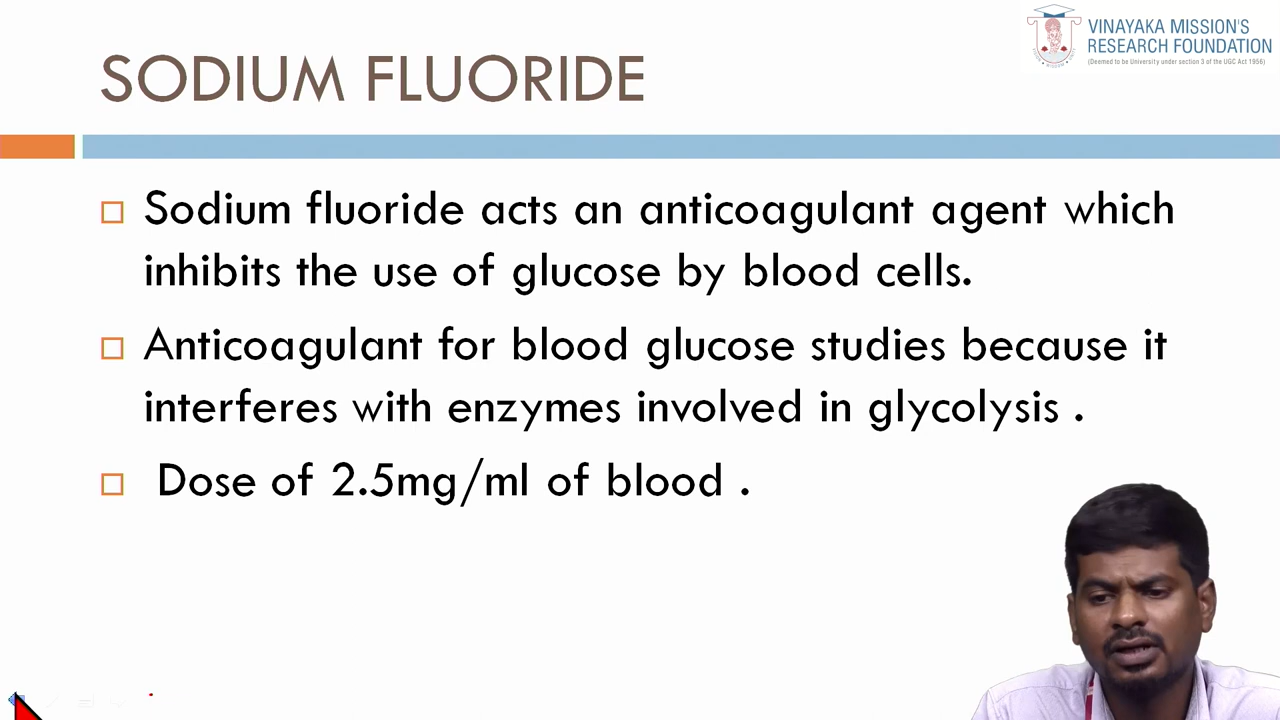 VINAYAKA MISSION'S
RESEARCH FOUNDATION
(Deemed to be University under section 3 of the UGC Act 1956)
SODIUM FLUORIDE
Sodium fluoride acts an anticoagulant agent which
inhibits the use of glucose by blood cells.
Anticoagulant for blood glucose studies because it
interferes with enzymes involved in glycolysis .
Dose of 2.5mg/ml of blood .